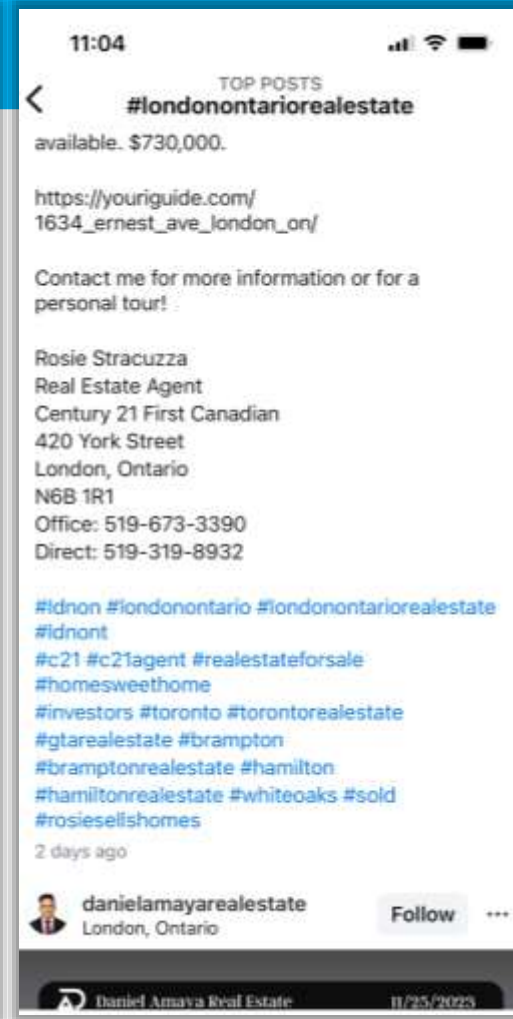 11:04
TOP POSTS
#londonontariorealestate
available. $730,000.
https://youriguide.com/
1634_ernest_ave_london_on/
Contact me for more information or for a
personal tour!
Rosie Stracuzza
Real Estate Agent
Century 21 First Canadian
420 York Street
London, Ontario
N6B 1R1
Office: 519-673-3390
Direct: 519-319-8932
#ldnon #londonontario #londonontariorealestate
#ldnont
#c21 #c21agent #realestateforsale
#homesweethome
#investors #toronto #torontorealestate
#gtarealestate #brampton
#bramptonrealestate #hamilton
#hamiltonrealestate #whiteoaks #sold
#rosiesellshomes
2 days ago
danielamayarealestate
London, Ontario
Follow
Daniel Amaya Real Estate
11/25/2023